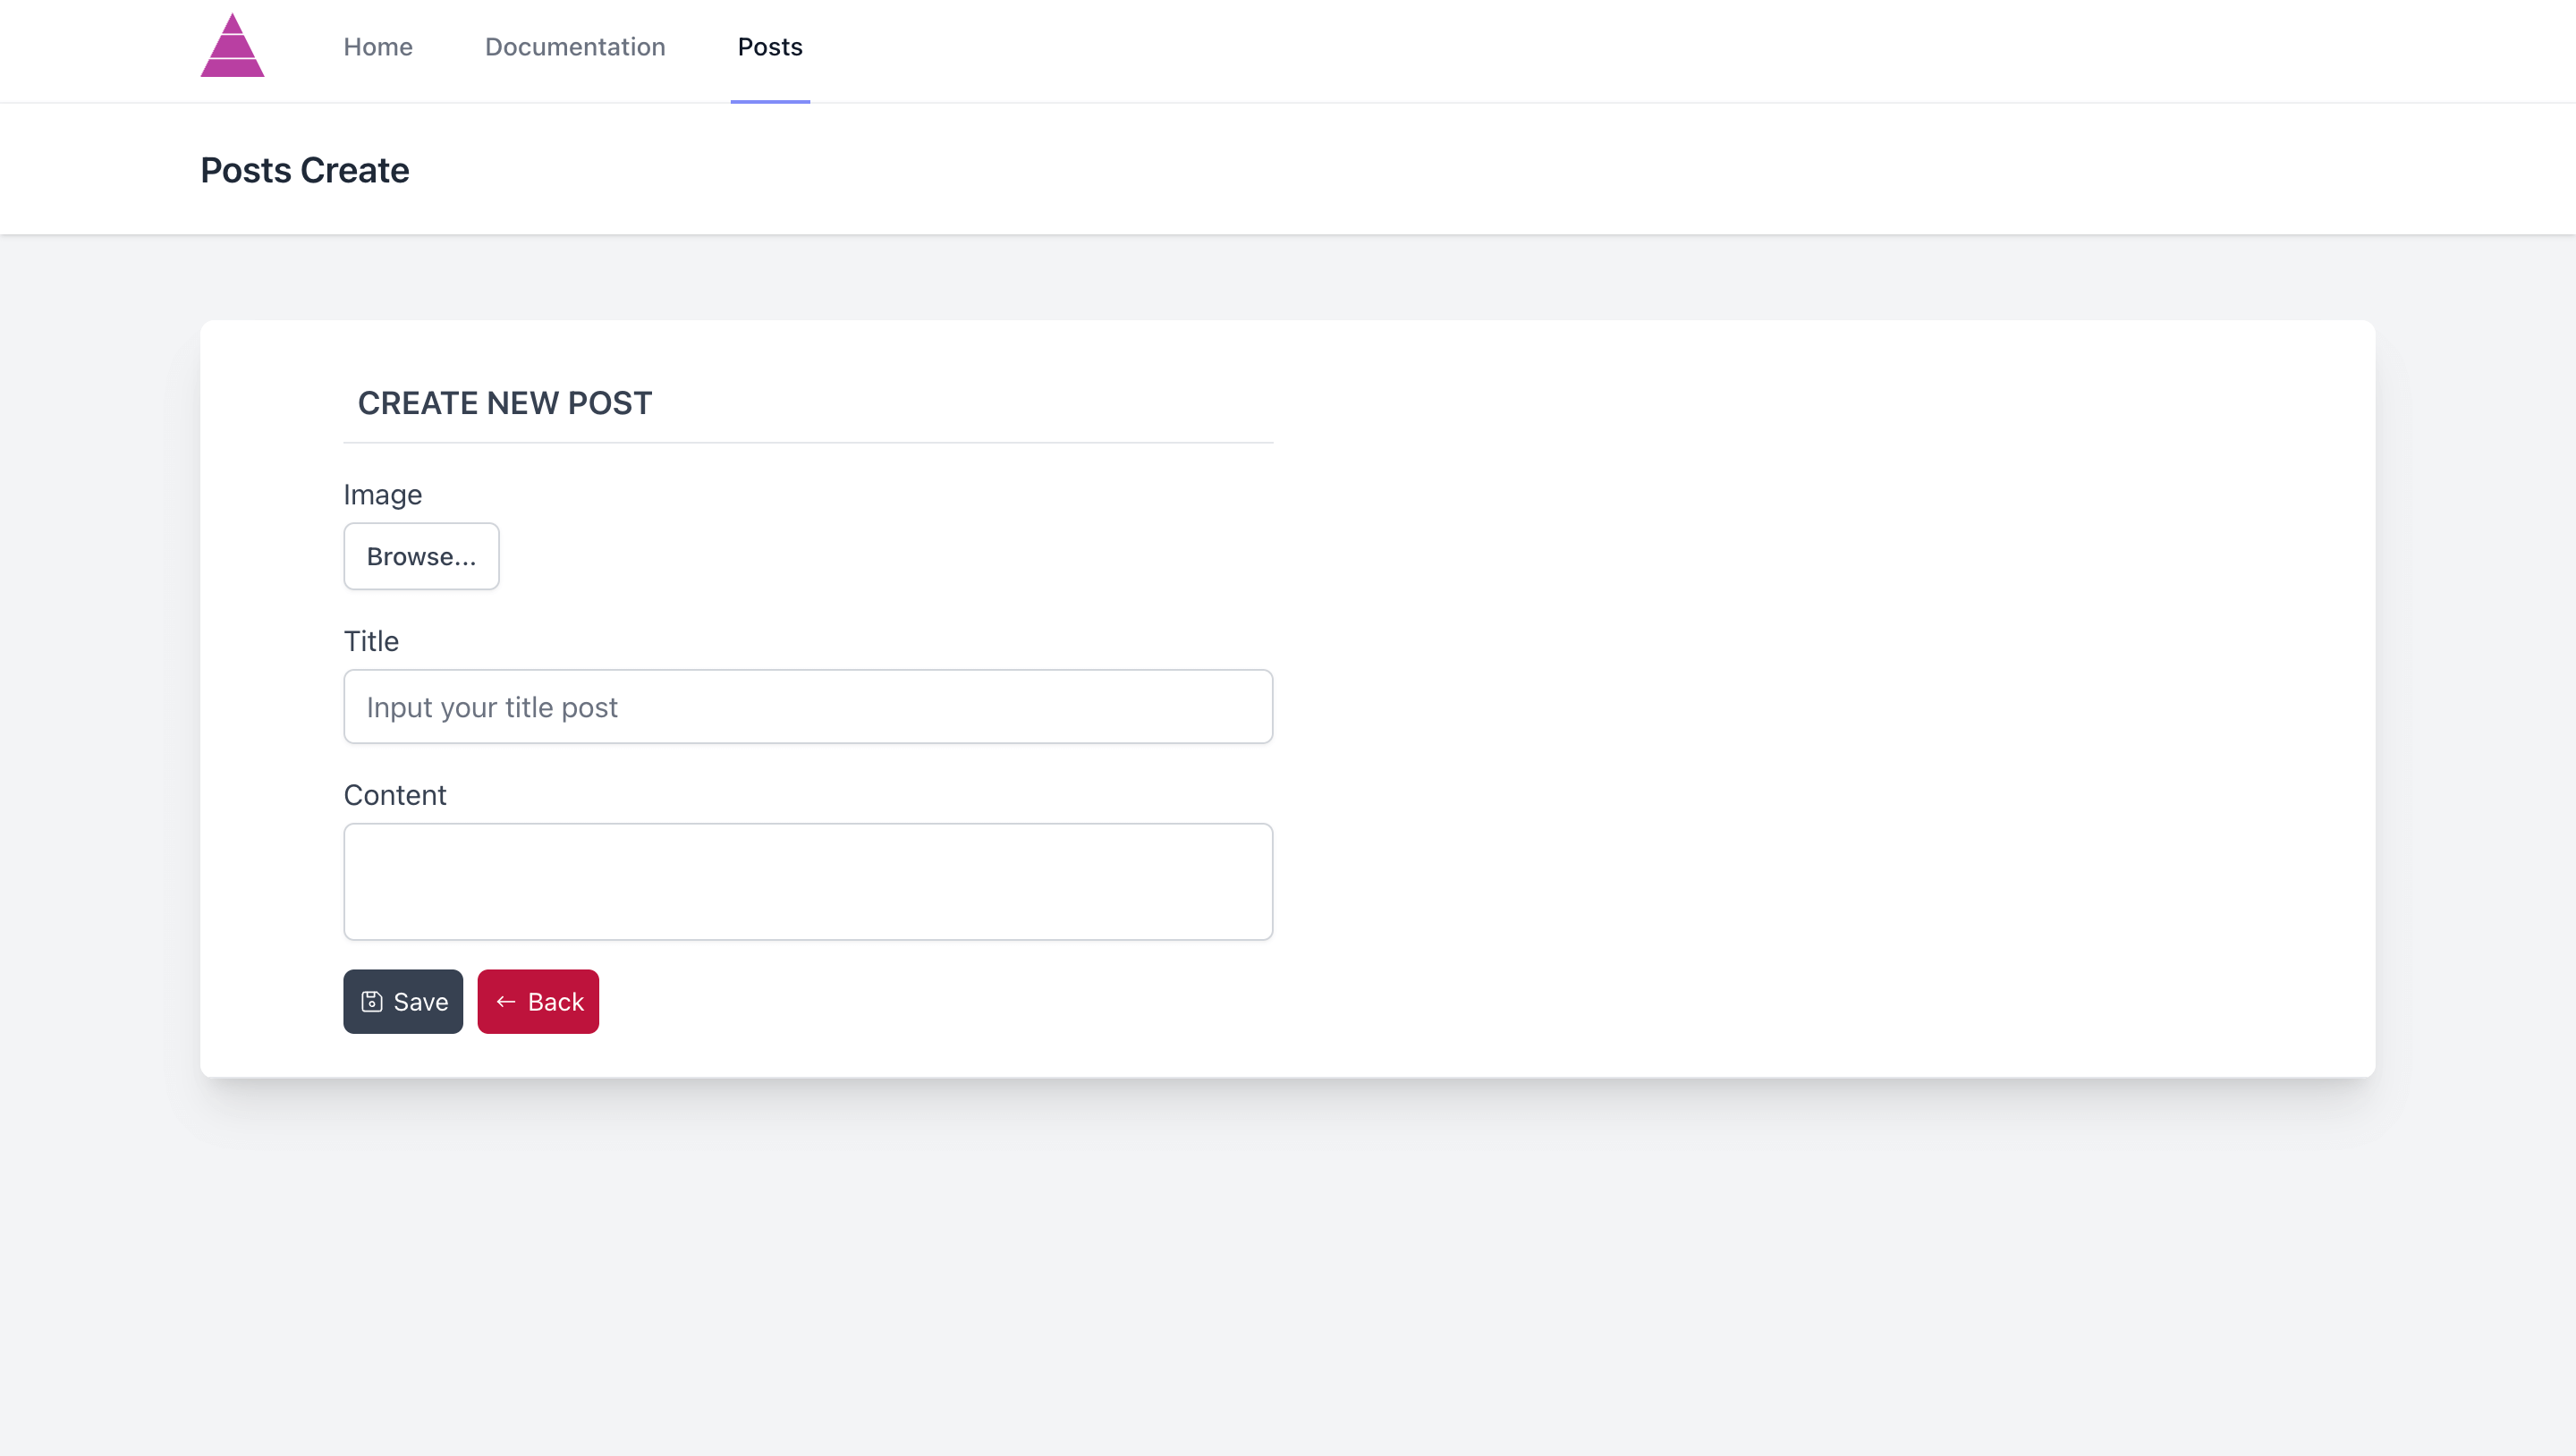 Home Documentation Posts
Posts Create
CREATE NEW POST
Image
Browse...
Title
Input your title post
Content
Save Back